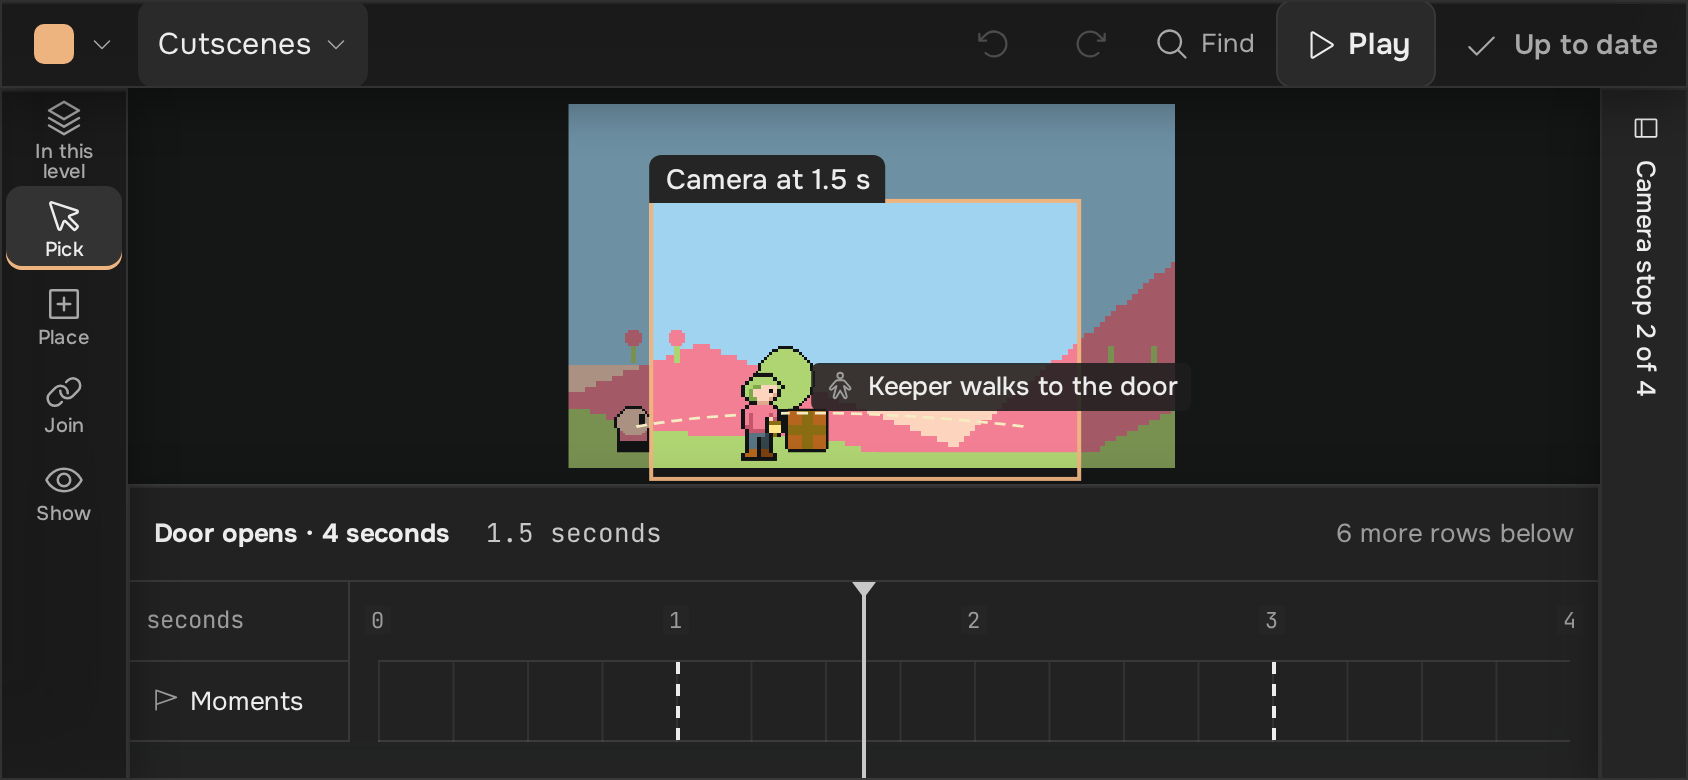 Cutscenes
Find
Play
Up to date
In this
level
Pick
Place
Join
Show
Camera at 1.5 s
Keeper walks to the door
Camera stop 2 of 4
Door opens · 4 seconds
1.5 seconds
6 more rows below
seconds
0
1
2
3
4
Moments